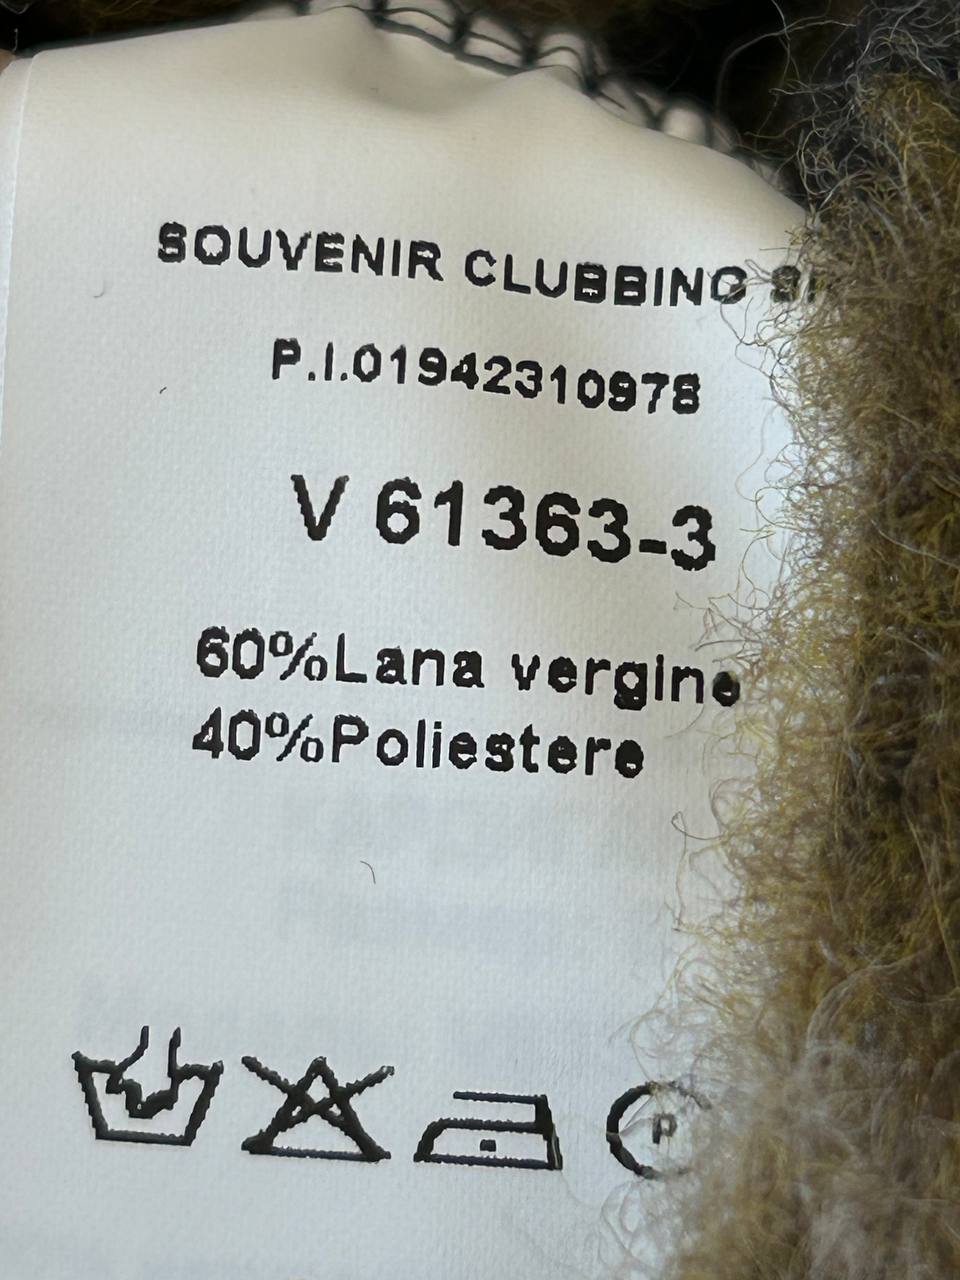 SOUVENIR CLUBBING
P.I.01942310978
V 61363-3
60%Lana vergine
40%Poliestere
P